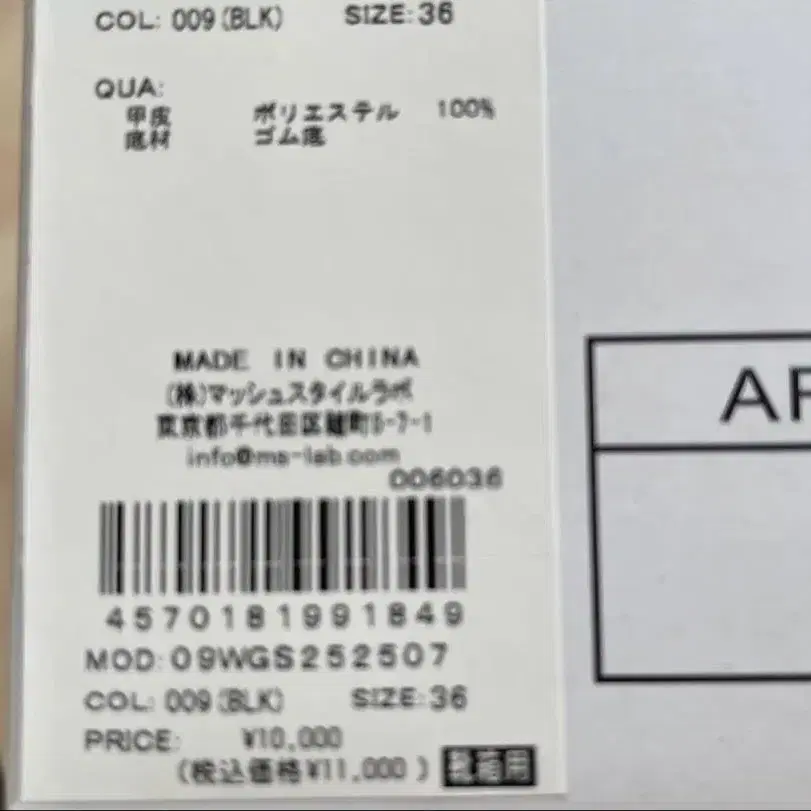 COL: 009(BLK) SIZE:36
QUA:
甲皮 ポリエステル 100%
底材 ゴム底
MADE IN CHINA
(株)マッシュスタイルラボ
東京都千代田区麹町5-7-1
info@ms-lab.com
006036
4570181991849
MOD:09WGS252507
COL: 009(BLK) SIZE:36
PRICE: ¥10,000
(税込価格¥11,000 )